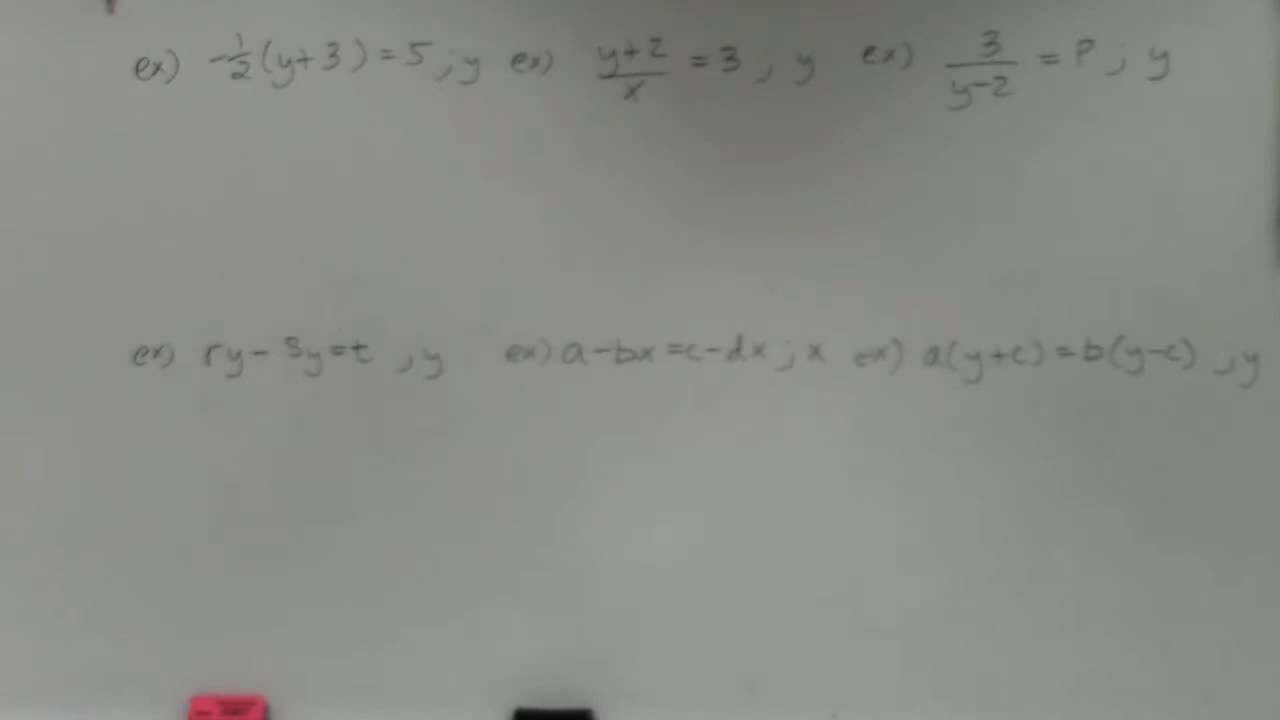 ex) -1/2(y+3)=5 ; y ex) (y+2)/x = 3 , y ex) 3/(y-2) = P ; y
ex) ry - sy = t , y ex) a-bx=c-dx ; x ex) a(y+c)=b(y-c) ; y